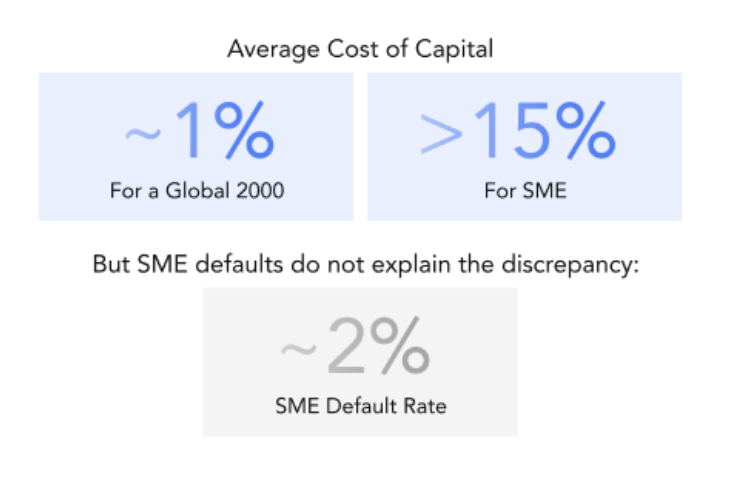 Average Cost of Capital
~1%
For a Global 2000
>15%
For SME
But SME defaults do not explain the discrepancy:
~2%
SME Default Rate